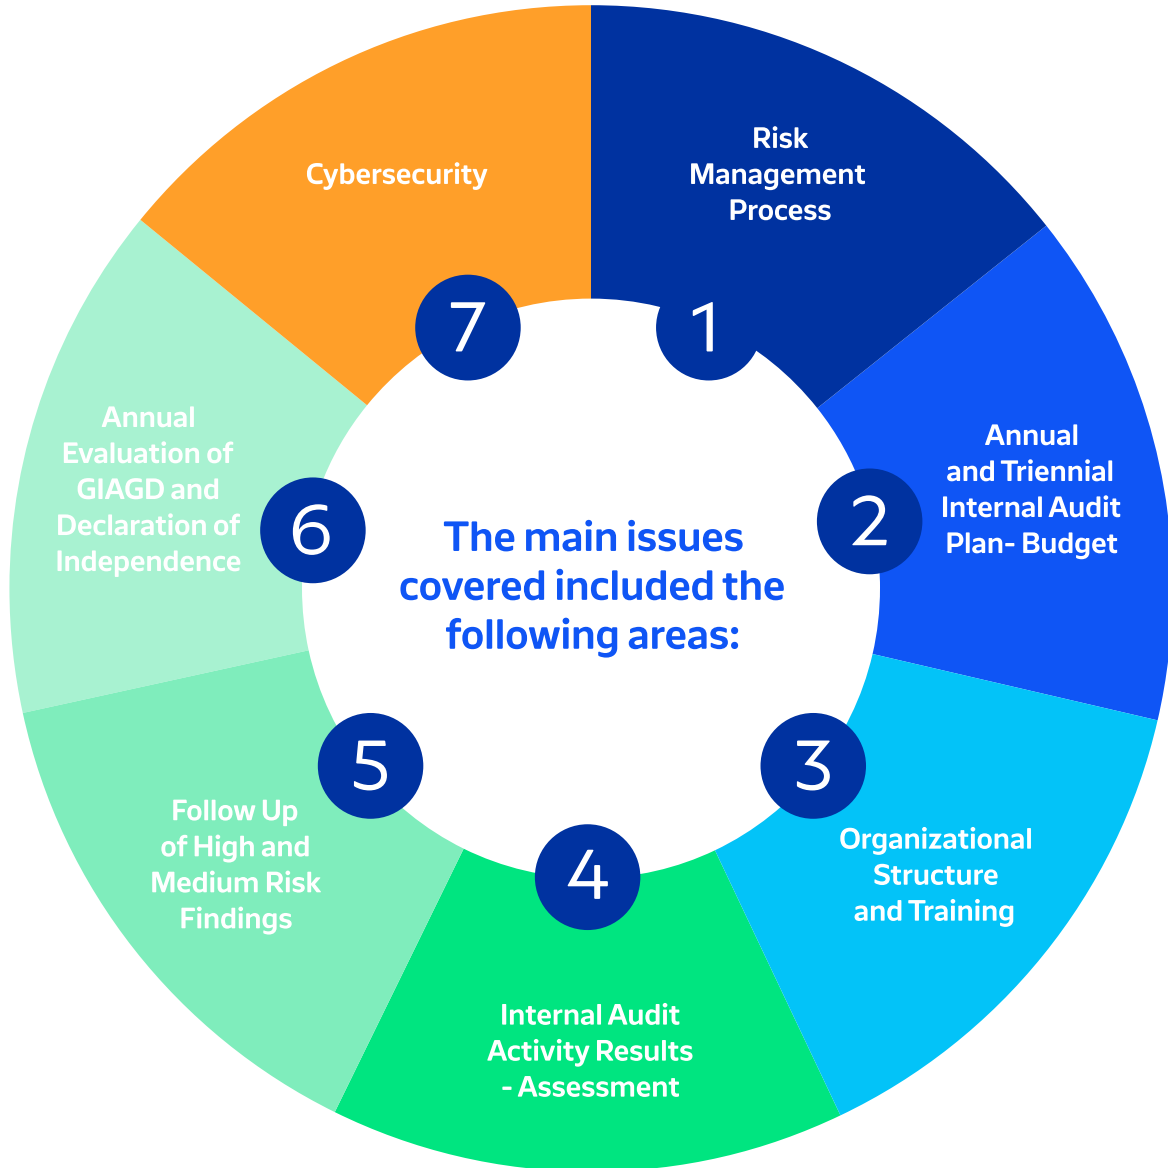 The main issues
covered included the
following areas:
1
Risk
Management
Process
2
Annual
and Triennial
Internal Audit
Plan- Budget
3
Organizational
Structure
and Training
4
Internal Audit
Activity Results
- Assessment
5
Follow Up
of High and
Medium Risk
Findings
6
Annual
Evaluation of
GIAGD and
Declaration of
Independence
7
Cybersecurity